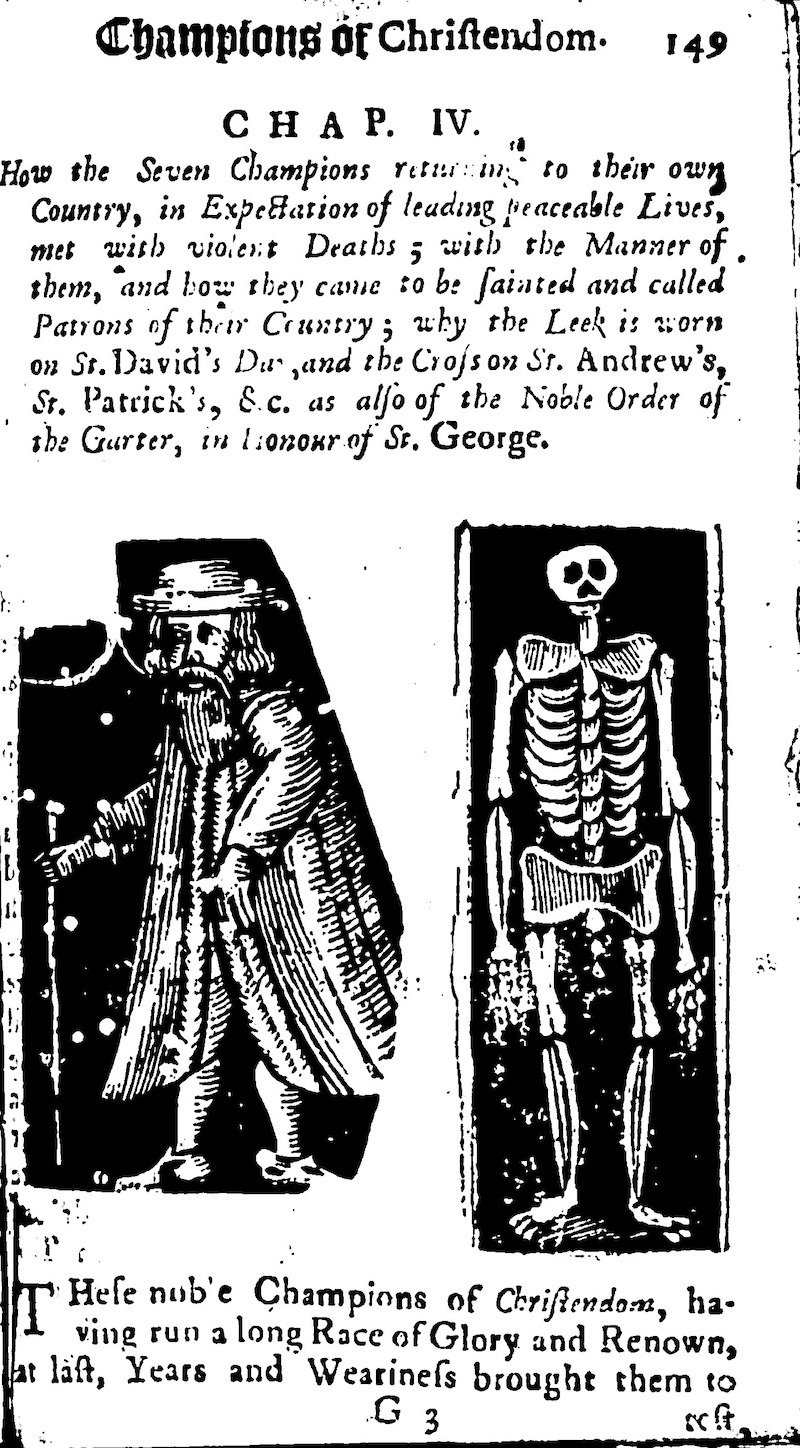 Champions of Chriſtendom. 149
CHAP. IV.
How the Seven Champions returning to their own
Country, in Expectation of leading peaceable Lives,
met with violent Deaths ; with the Manner of
them, and how they came to be ſainted and called
Patrons of their Country ; why the Leek is worn
on St. David's Day, and the Croſs on St. Andrew's,
St. Patrick's, &c. as alſo of the Noble Order of
the Garter, in Honour of St. George.
THeſe noble Champions of Chriſtendom, ha-
ving run a long Race of Glory and Renown,
at laſt, Years and Wearineſs brought them to
G 3
reſt,